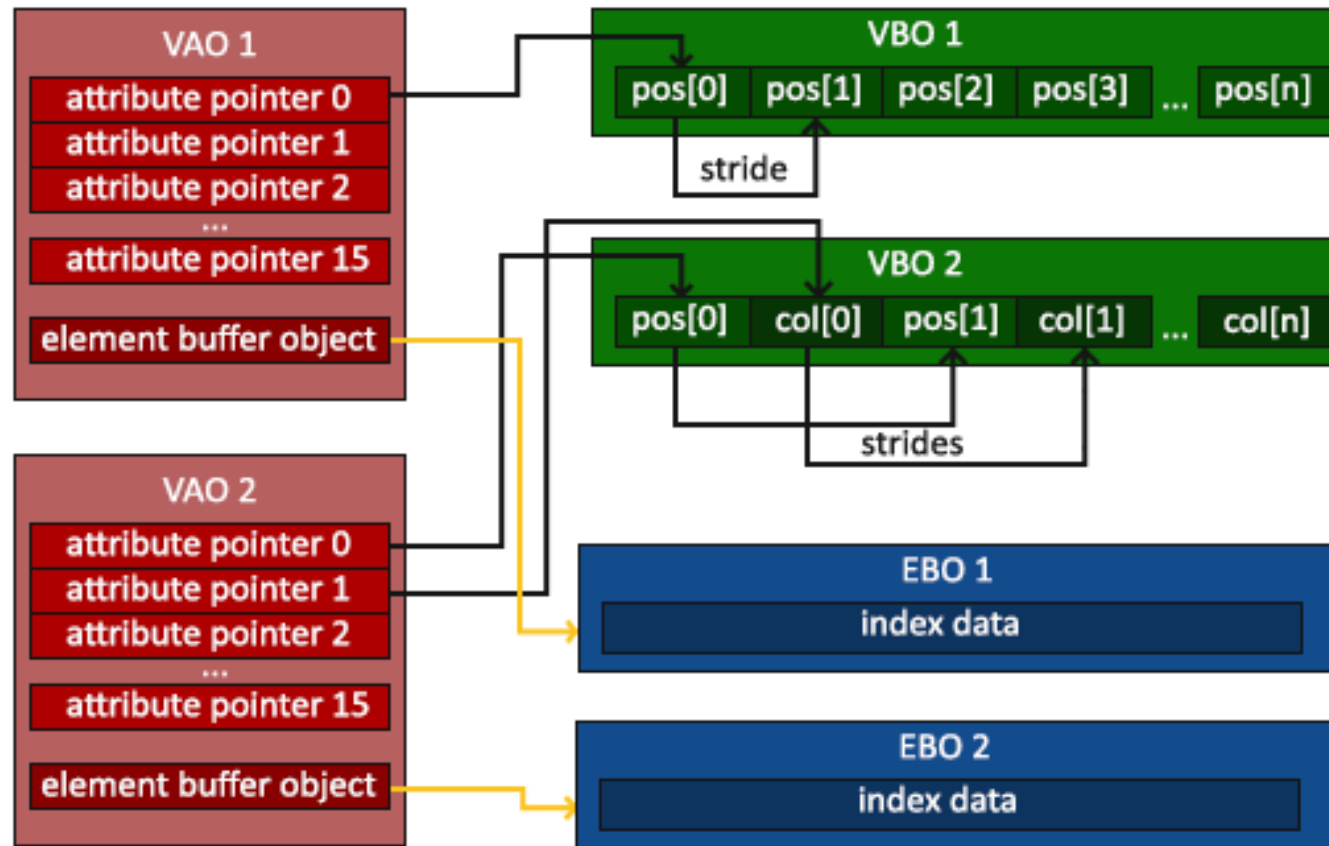 VAO 1
attribute pointer 0
attribute pointer 1
attribute pointer 2
...
attribute pointer 15
element buffer object
VBO 1
pos[0] pos[1] pos[2] pos[3] ... pos[n]
stride
VBO 2
pos[0] col[0] pos[1] col[1] ... col[n]
strides
VAO 2
attribute pointer 0
attribute pointer 1
attribute pointer 2
...
attribute pointer 15
element buffer object
EBO 1
index data
EBO 2
index data